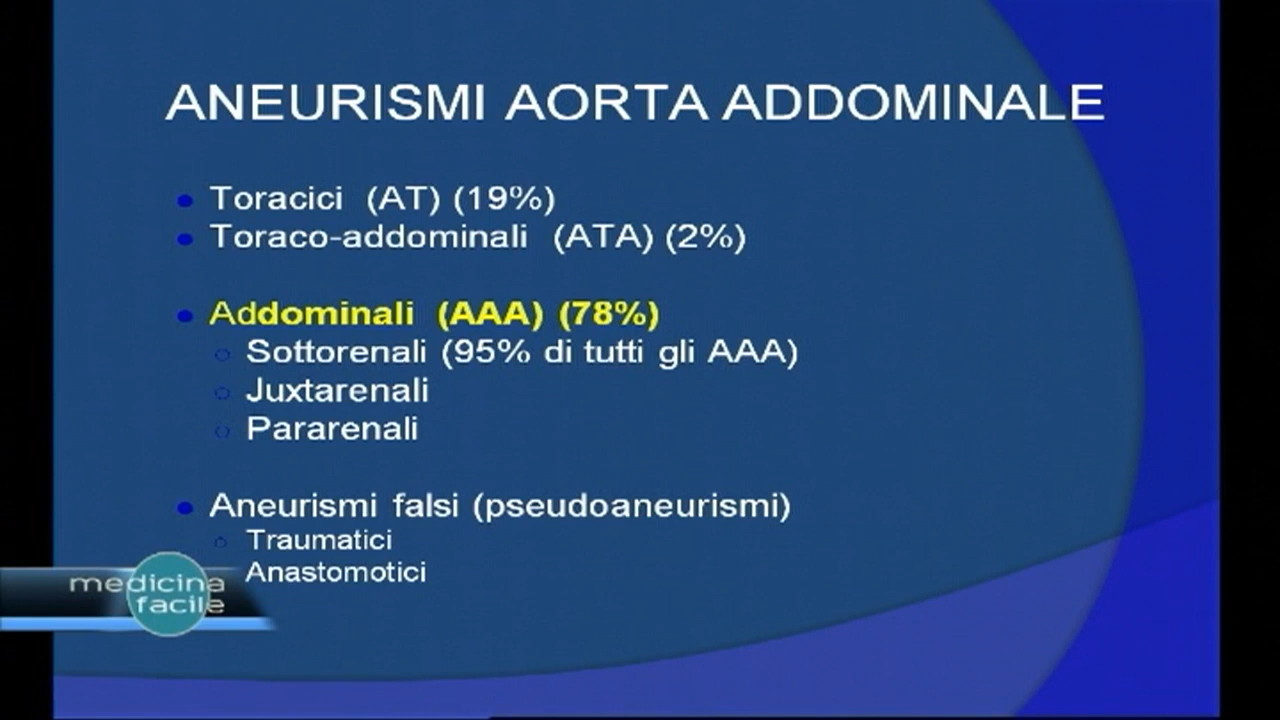 ANEURISMI AORTA ADDOMINALE
Toracici (AT) (19%)
Toraco-addominali (ATA) (2%)
Addominali (AAA) (78%)
Sottorenali (95% di tutti gli AAA)
Juxtarenali
Pararenali
Aneurismi falsi (pseudoaneurismi)
Traumatici
Anastomotici
medicina
facile